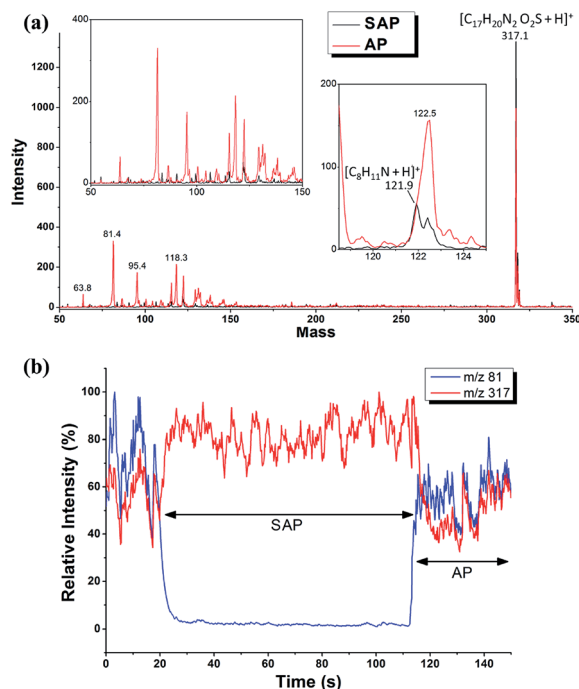 (a)
SAP
AP
[C17H20N2 O2S + H]+
317.1
400
200
0
50 100 150
200
100
0
120 122 124
122.5
[C8H11N + H]+
121.9
1200
1000
800
600
400
200
0
Intensity
81.4
63.8
95.4
118.3
50 100 150 200 250 300 350
Mass
(b)
m/z 81
m/z 317
100
80
60
40
20
0
Relative Intensity (%)
SAP
AP
0 20 40 60 80 100 120 140
Time (s)